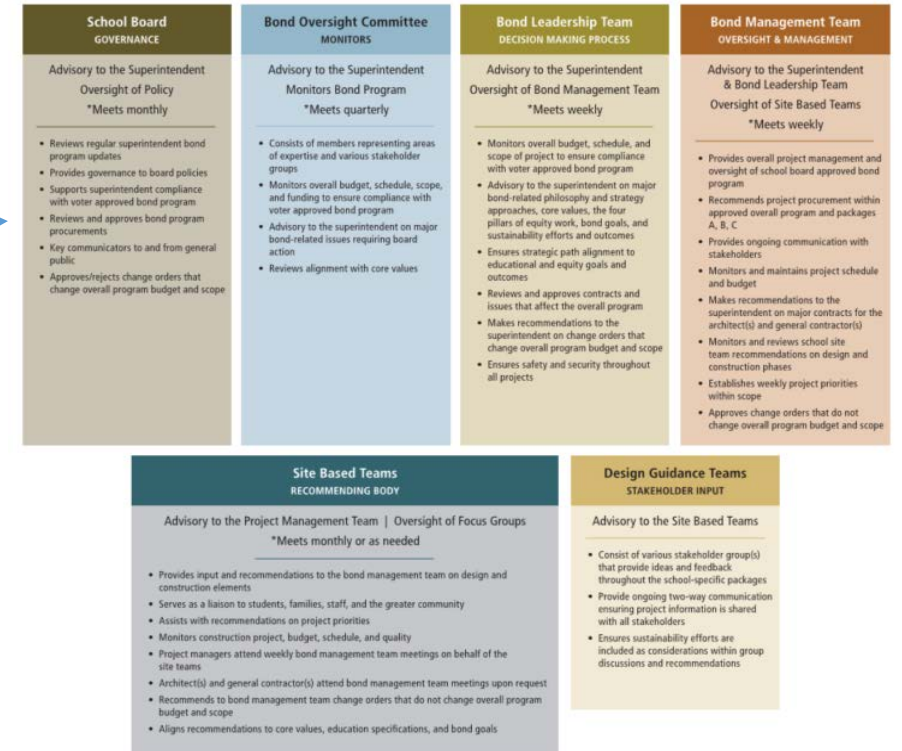 School Board
GOVERNANCE
Advisory to the Superintendent
Oversight of Policy
*Meets monthly
• Reviews regular superintendent bond
program updates
• Provides governance to board policies
• Supports superintendent compliance
with voter approved bond program
• Reviews and approves bond program
procurements
• Key communicators to and from general
public
• Approves/rejects change orders that
change overall program budget and scope
Bond Oversight Committee
MONITORS
Advisory to the Superintendent
Monitors Bond Program
*Meets quarterly
• Consists of members representing areas
of expertise and various stakeholder
groups
• Monitors overall budget, schedule, scope,
and funding to ensure compliance with
voter approved bond program
• Advisory to the superintendent on major
bond-related issues requiring board
action
• Reviews alignment with core values
Bond Leadership Team
DECISION MAKING PROCESS
Advisory to the Superintendent
Oversight of Bond Management Team
*Meets weekly
• Monitors overall budget, schedule, and
scope of project to ensure compliance
with voter approved bond program
• Advisory to the superintendent on major
bond-related philosophy and strategy
approaches, core values, the four
pillars of equity work, bond goals, and
sustainability efforts and outcomes
• Ensures strategic path alignment to
educational and equity goals and
outcomes
• Reviews and approves contracts and
issues that affect the overall program
• Makes recommendations to the
superintendent on change orders that
change overall program budget and scope
• Ensures safety and security throughout
all projects
Bond Management Team
OVERSIGHT & MANAGEMENT
Advisory to the Superintendent
& Bond Leadership Team
Oversight of Site Based Teams
*Meets weekly
• Provides overall project management and
oversight of school board approved bond
program
• Recommends project procurement within
approved overall program and packages
A, B, C
• Provides ongoing communication with
stakeholders
• Monitors and maintains project schedule
and budget
• Makes recommendations to the
superintendent on major contracts for the
architect(s) and general contractor(s)
• Monitors and reviews school site
team recommendations on design and
construction phases
• Establishes weekly project priorities
within scope
• Approves change orders that do not
change overall program budget and scope
Site Based Teams
RECOMMENDING BODY
Advisory to the Project Management Team | Oversight of Focus Groups
*Meets monthly or as needed
• Provides input and recommendations to the bond management team on design and
construction elements
• Serves as a liaison to students, families, staff, and the greater community
• Assists with recommendations on project priorities
• Monitors construction project, budget, schedule, and quality
• Project managers attend weekly bond management team meetings on behalf of the
site teams
• Architect(s) and general contractor(s) attend bond management team meetings upon request
• Recommends to bond management team change orders that do not change overall program
budget and scope
• Aligns recommendations to core values, education specifications, and bond goals
Design Guidance Teams
STAKEHOLDER INPUT
Advisory to the Site Based Teams
• Consist of various stakeholder group(s)
that provide ideas and feedback
throughout the school-specific packages
• Provide ongoing two-way communication
ensuring project information is shared
with all stakeholders
• Ensures sustainability efforts are
included as considerations within group
discussions and recommendations